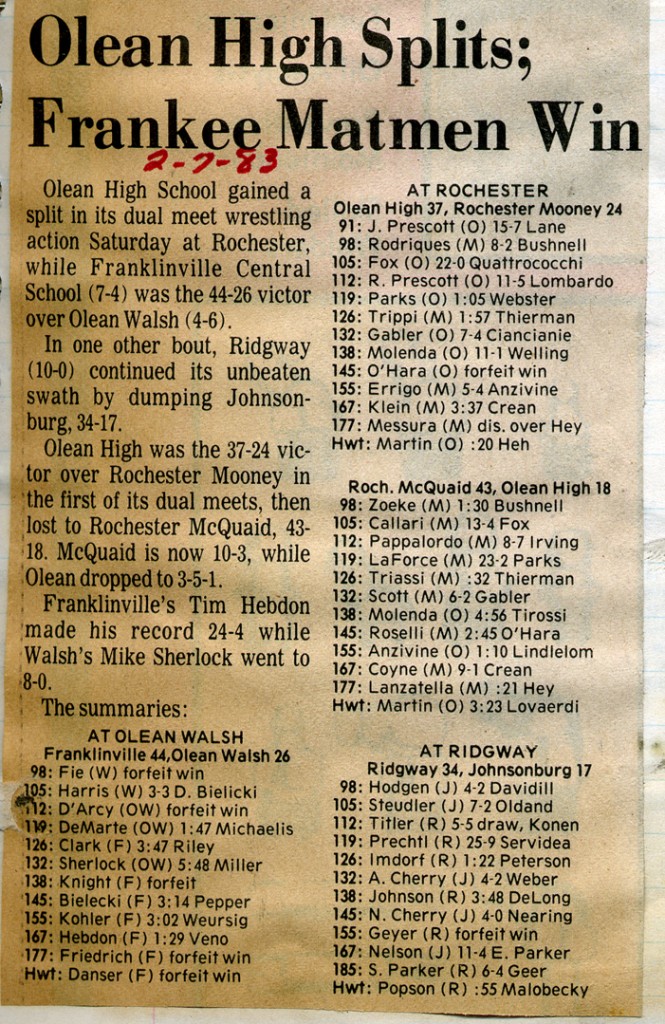 Olean High Splits;
Frankee Matmen Win
2-7-83
Olean High School gained a
split in its dual meet wrestling
action Saturday at Rochester,
while Franklinville Central
School (7-4) was the 44-26 victor
over Olean Walsh (4-6).
In one other bout, Ridgway
(10-0) continued its unbeaten
swath by dumping Johnson-
burg, 34-17.
Olean High was the 37-24 vic-
tor over Rochester Mooney in
the first of its dual meets, then
lost to Rochester McQuaid, 43-
18. McQuaid is now 10-3, while
Olean dropped to 3-5-1.
Franklinville's Tim Hebdon
made his record 24-4 while
Walsh's Mike Sherlock went to
8-0.
The summaries:
AT OLEAN WALSH
Franklinville 44,Olean Walsh 26
98: Fie (W) forfeit win
105: Harris (W) 3-3 D. Bielicki
112: D'Arcy (OW) forfeit win
119: DeMarte (OW) 1:47 Michaelis
126: Clark (F) 3:47 Riley
132: Sherlock (OW) 5:48 Miller
138: Knight (F) forfeit
145: Bielecki (F) 3:14 Pepper
155: Kohler (F) 3:02 Weursig
167: Hebdon (F) 1:29 Veno
177: Friedrich (F) forfeit win
Hwt: Danser (F) forfeit win
AT ROCHESTER
Olean High 37, Rochester Mooney 24
91: J. Prescott (O) 15-7 Lane
98: Rodriques (M) 8-2 Bushnell
105: Fox (O) 22-0 Quattrococchi
112: R. Prescott (O) 11-5 Lombardo
119: Parks (O) 1:05 Webster
126: Trippi (M) 1:57 Thierman
132: Gabler (O) 7-4 Ciancianie
138: Molenda (O) 11-1 Welling
145: O'Hara (O) forfeit win
155: Errigo (M) 5-4 Anzivine
167: Klein (M) 3:37 Crean
177: Messura (M) dis. over Hey
Hwt: Martin (O) :20 Heh
Roch. McQuaid 43, Olean High 18
98: Zoeke (M) 1:30 Bushnell
105: Callari (M) 13-4 Fox
112: Pappalordo (M) 8-7 Irving
119: LaForce (M) 23-2 Parks
126: Triassi (M) :32 Thierman
132: Scott (M) 6-2 Gabler
138: Molenda (O) 4:56 Tirossi
145: Roselli (M) 2:45 O'Hara
155: Anzivine (O) 1:10 Lindlelom
167: Coyne (M) 9-1 Crean
177: Lanzatella (M) :21 Hey
Hwt: Martin (O) 3:23 Lovaerdi
AT RIDGWAY
Ridgway 34, Johnsonburg 17
98: Hodgen (J) 4-2 Davidill
105: Steudler (J) 7-2 Oldand
112: Titler (R) 5-5 draw, Konen
119: Prechtl (R) 25-9 Servidea
126: Imdorf (R) 1:22 Peterson
132: A. Cherry (J) 4-2 Weber
138: Johnson (R) 3:48 DeLong
145: N. Cherry (J) 4-0 Nearing
155: Geyer (R) forfeit win
167: Nelson (J) 11-4 E. Parker
185: S. Parker (R) 6-4 Geer
Hwt: Popson (R) :55 Malobecky